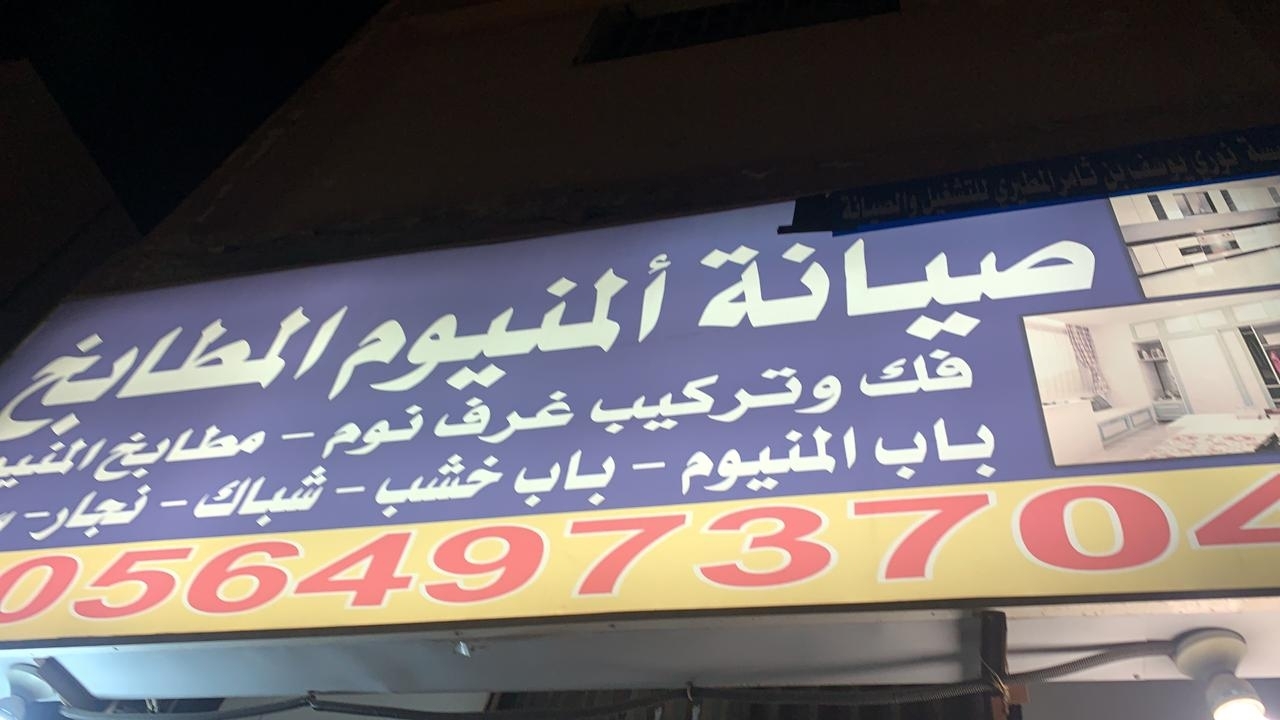 نوري يوسف بن ثامر المطيري للتشغيل والصيانة
صيانة ألمنيوم المطابخ
فك وتركيب غرف نوم - مطابخ
باب المنيوم - باب خشب - شباك - نجار -
0564973704